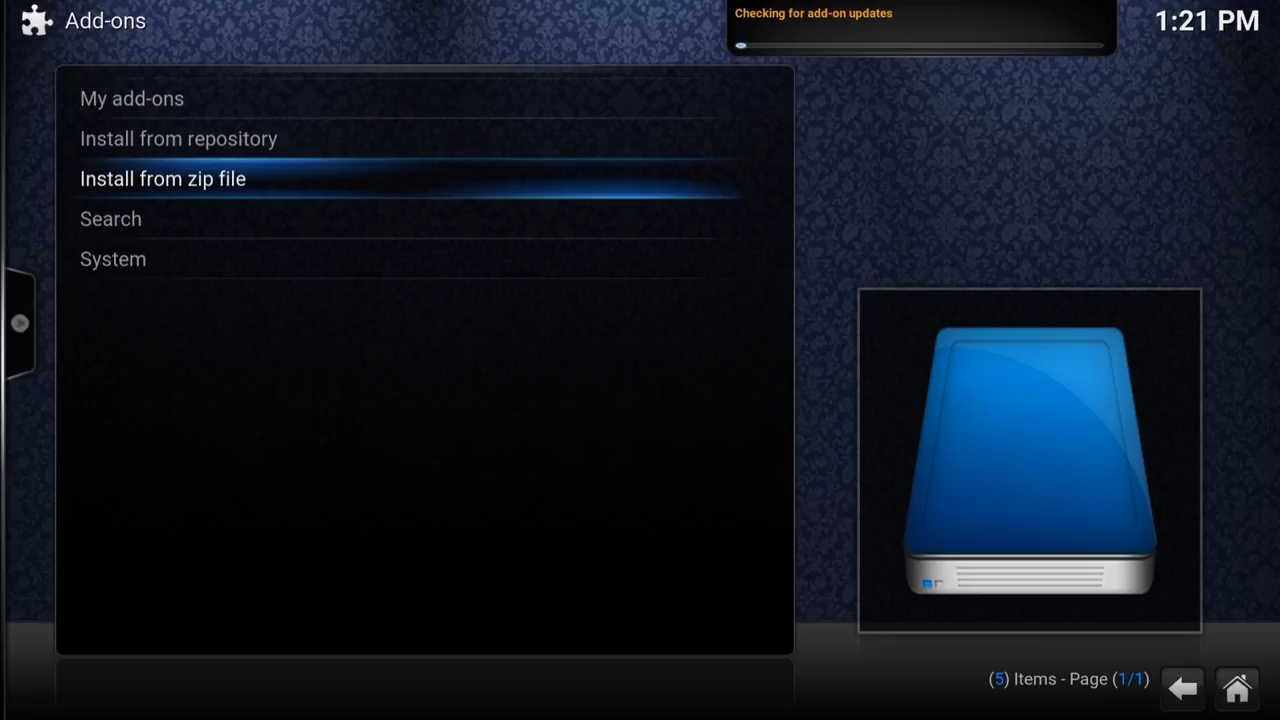 Add-ons
Checking for add-on updates
1:21 PM
My add-ons
Install from repository
Install from zip file
Search
System
(5) Items - Page (1/1)